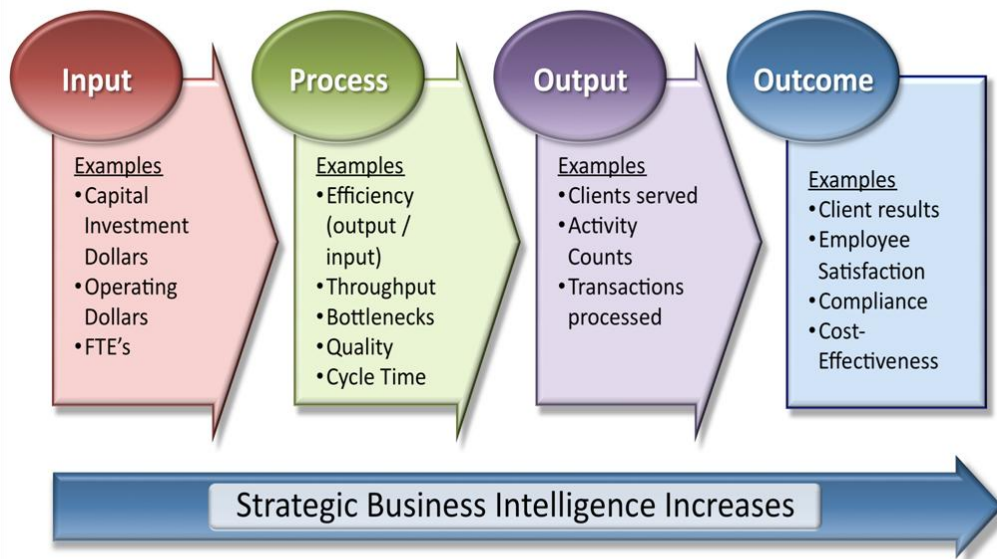 Input
Examples
•Capital
Investment
Dollars
•Operating
Dollars
•FTE's
Process
Examples
•Efficiency
(output /
input)
•Throughput
•Bottlenecks
•Quality
•Cycle Time
Output
Examples
•Clients served
•Activity
Counts
•Transactions
processed
Outcome
Examples
•Client results
•Employee
Satisfaction
•Compliance
•Cost-
Effectiveness
Strategic Business Intelligence Increases